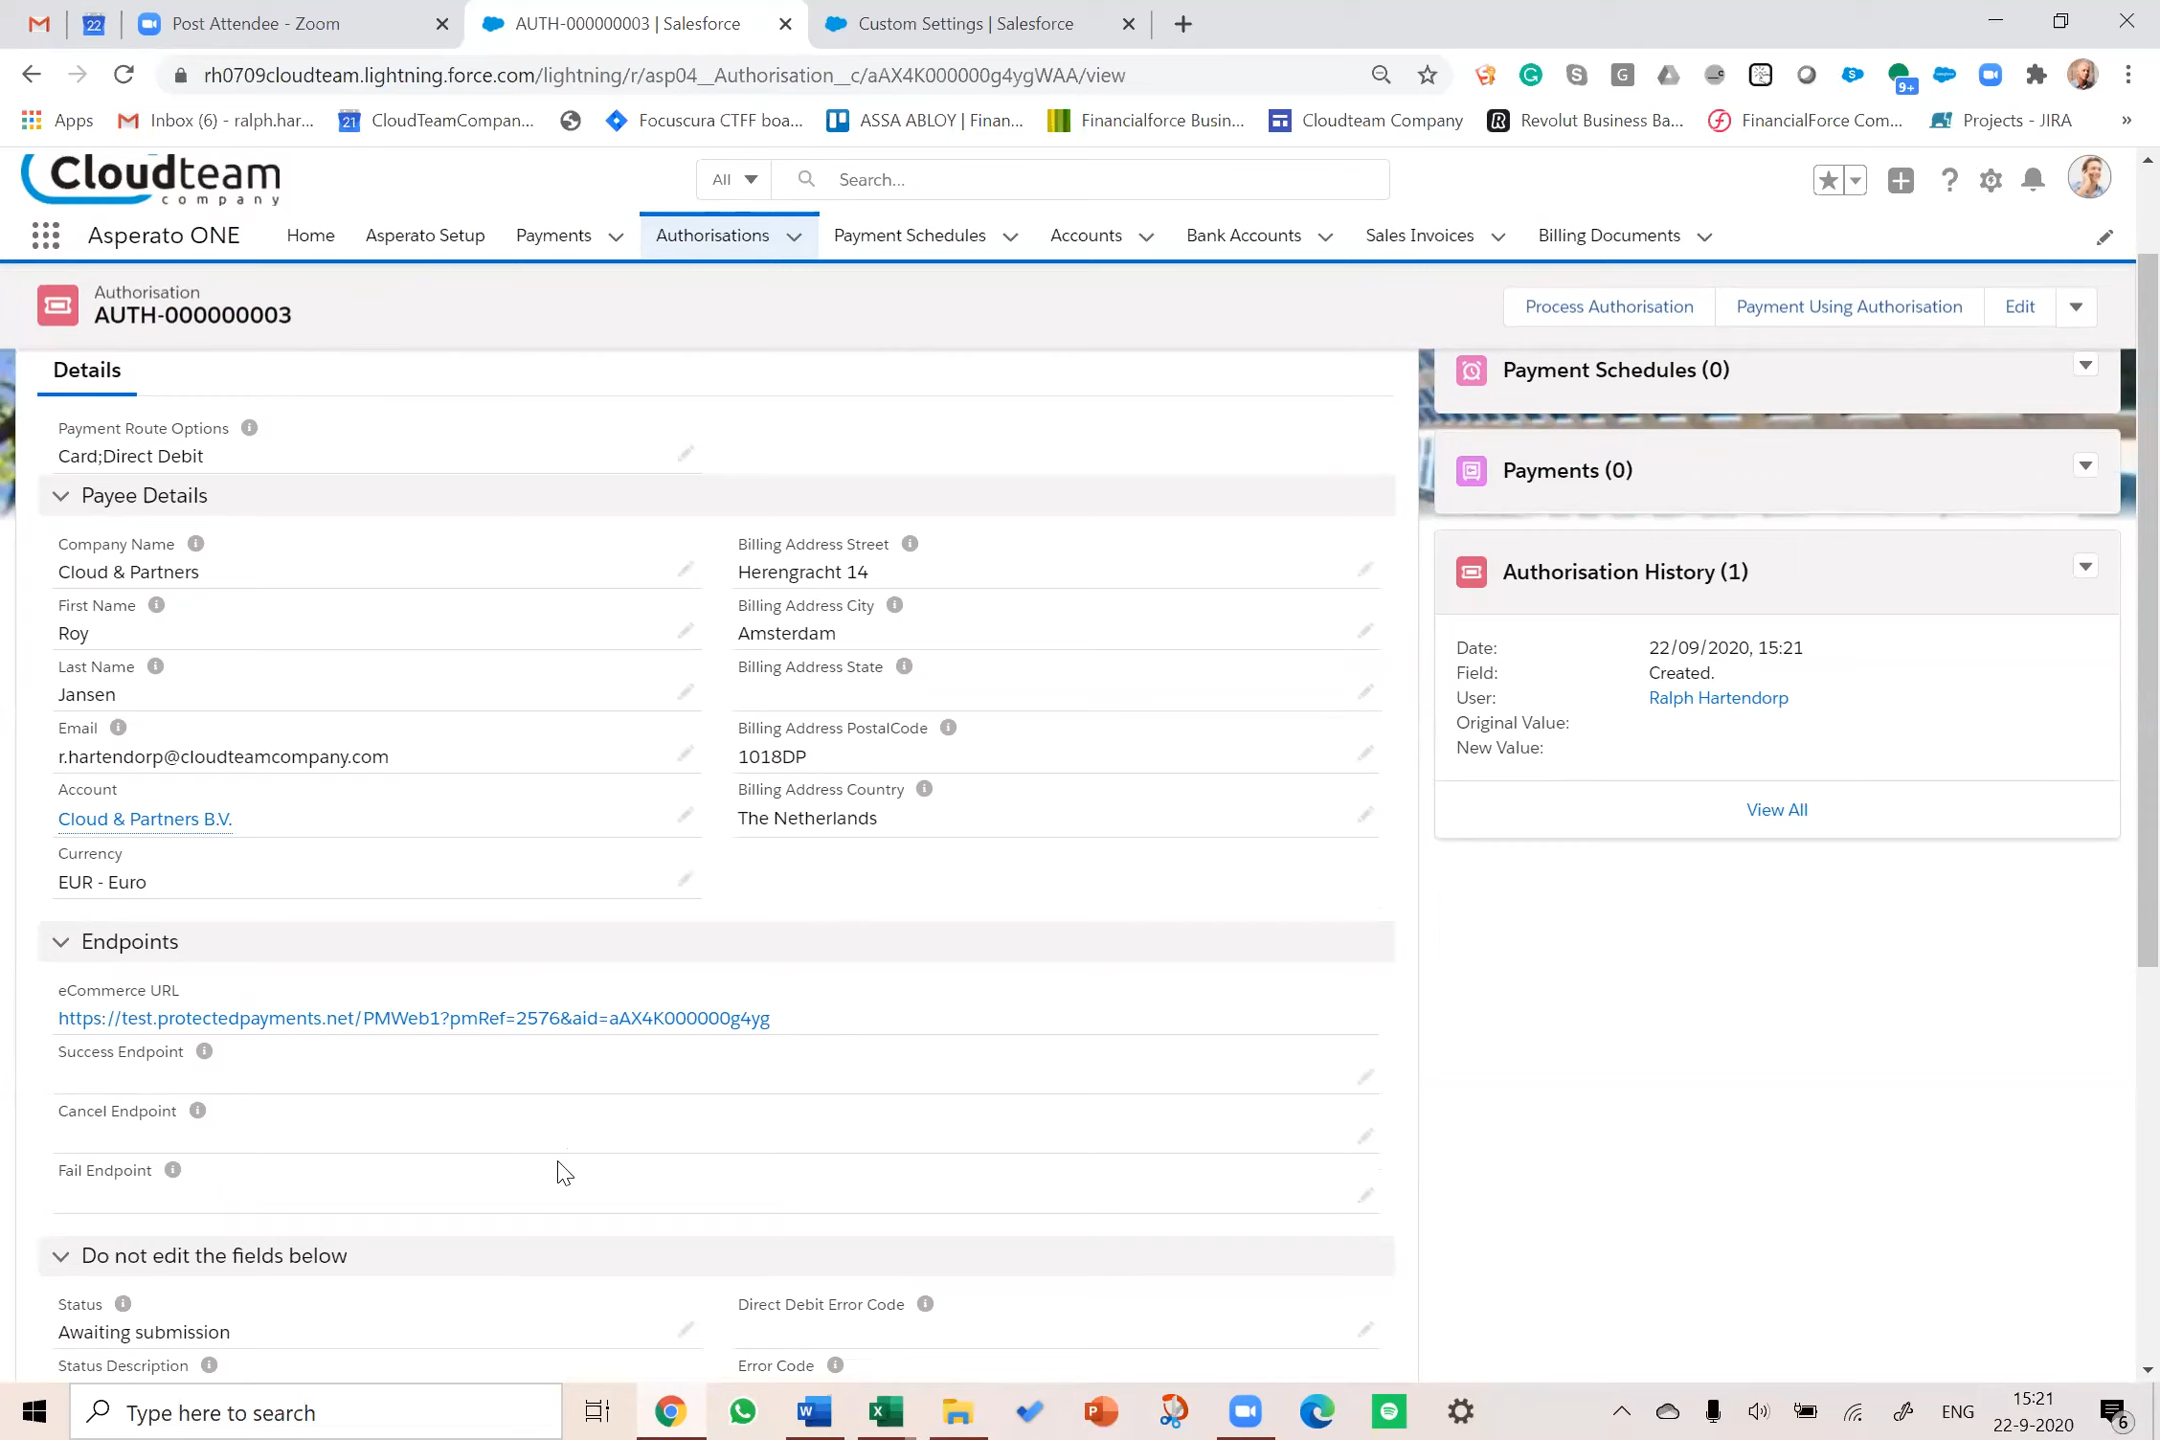 Post Attendee - Zoom
AUTH-000000003 | Salesforce
Custom Settings | Salesforce
rh0709cloudteam.lightning.force.com/lightning/r/asp04__Authorisation__c/aAX4K000000g4ygWAA/view
9+
Apps
Inbox (6) - ralph.har...
CloudTeamCompan...
Focuscura CTFF boa...
ASSA ABLOY | Finan...
Financialforce Busin...
Cloudteam Company
Revolut Business Ba...
FinancialForce Com...
Projects - JIRA
»
Cloudteam
company
All
Search...
Asperato ONE
Home
Asperato Setup
Payments
Authorisations
Payment Schedules
Accounts
Bank Accounts
Sales Invoices
Billing Documents
Authorisation
AUTH-000000003
Process Authorisation
Payment Using Authorisation
Edit
Details
Payment Route Options
Card;Direct Debit
Payee Details
Company Name
Cloud & Partners
Billing Address Street
Herengracht 14
First Name
Roy
Billing Address City
Amsterdam
Last Name
Jansen
Billing Address State
Email
r.hartendorp@cloudteamcompany.com
Billing Address PostalCode
1018DP
Account
Cloud & Partners B.V.
Billing Address Country
The Netherlands
Currency
EUR - Euro
Endpoints
eCommerce URL
https://test.protectedpayments.net/PMWeb1?pmRef=2576&aid=aAX4K000000g4yg
Success Endpoint
Cancel Endpoint
Fail Endpoint
Do not edit the fields below
Status
Awaiting submission
Direct Debit Error Code
Status Description
Error Code
Payment Schedules (0)
Payments (0)
Authorisation History (1)
Date: 22/09/2020, 15:21
Field: Created.
User: Ralph Hartendorp
Original Value:
New Value:
View All
Type here to search
ENG
15:21
22-9-2020
6